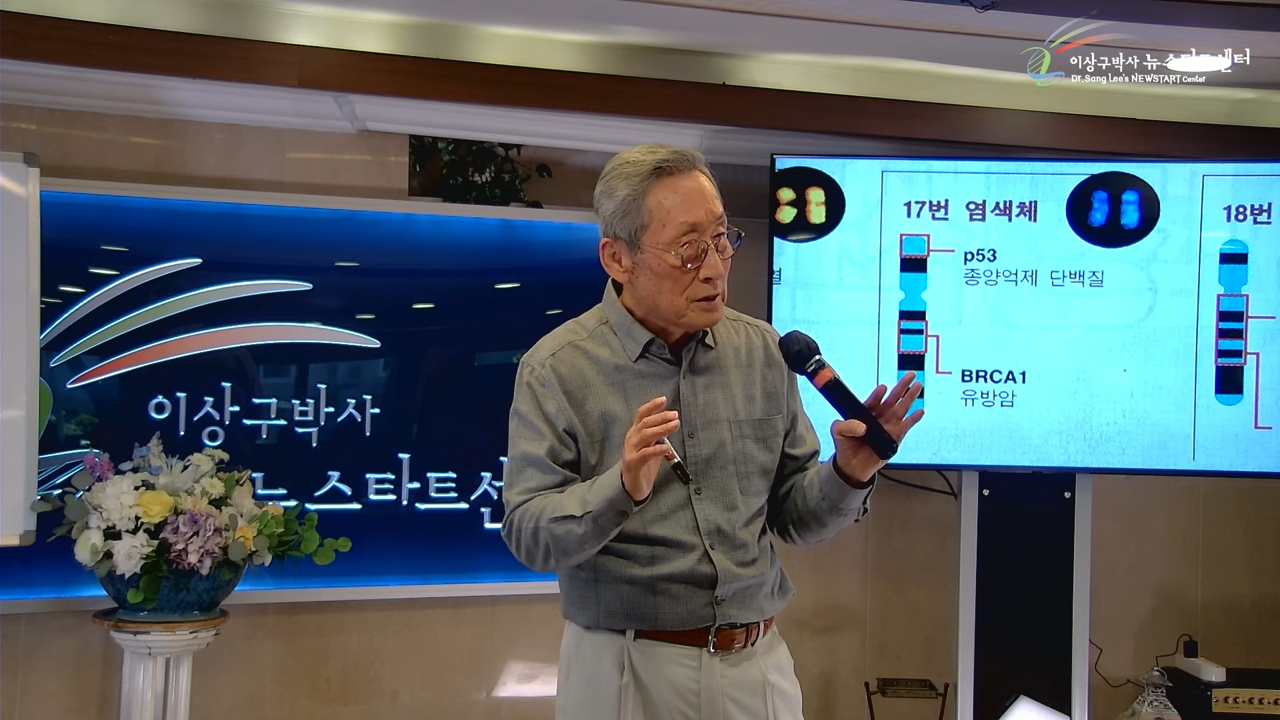 이상구박사
Dr. Sang Lee's NEWSTART Center
17번 염색체
p53
종양억제 단백질
BRCA1
유방암
18번
이상구박사
뉴스타트센